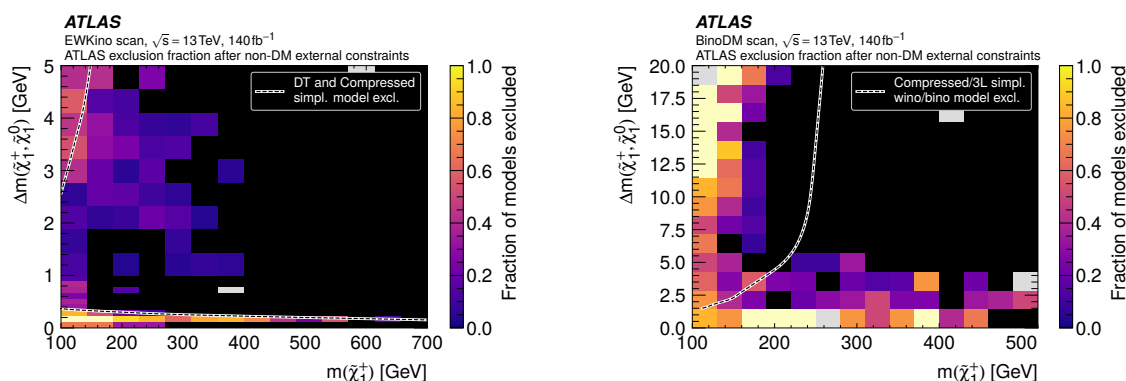 ATLAS
EWKino scan, √s = 13 TeV, 140 fb⁻¹
ATLAS exclusion fraction after non-DM external constraints
DT and Compressed
simpl. model excl.
Δm(χ̃₁⁺, χ̃₁⁰) [GeV]
5
4
3
2
1
0
100 200 300 400 500 600 700
m(χ̃₁⁺) [GeV]
1.0
0.8
0.6
0.4
0.2
0.0
Fraction of models excluded
ATLAS
BinoDM scan, √s = 13 TeV, 140 fb⁻¹
ATLAS exclusion fraction after non-DM external constraints
Compressed/3L simpl.
wino/bino model excl.
Δm(χ̃₁⁺, χ̃₁⁰) [GeV]
20.0
17.5
15.0
12.5
10.0
7.5
5.0
2.5
0.0
100 200 300 400 500
m(χ̃₁⁺) [GeV]
1.0
0.8
0.6
0.4
0.2
0.0
Fraction of models excluded